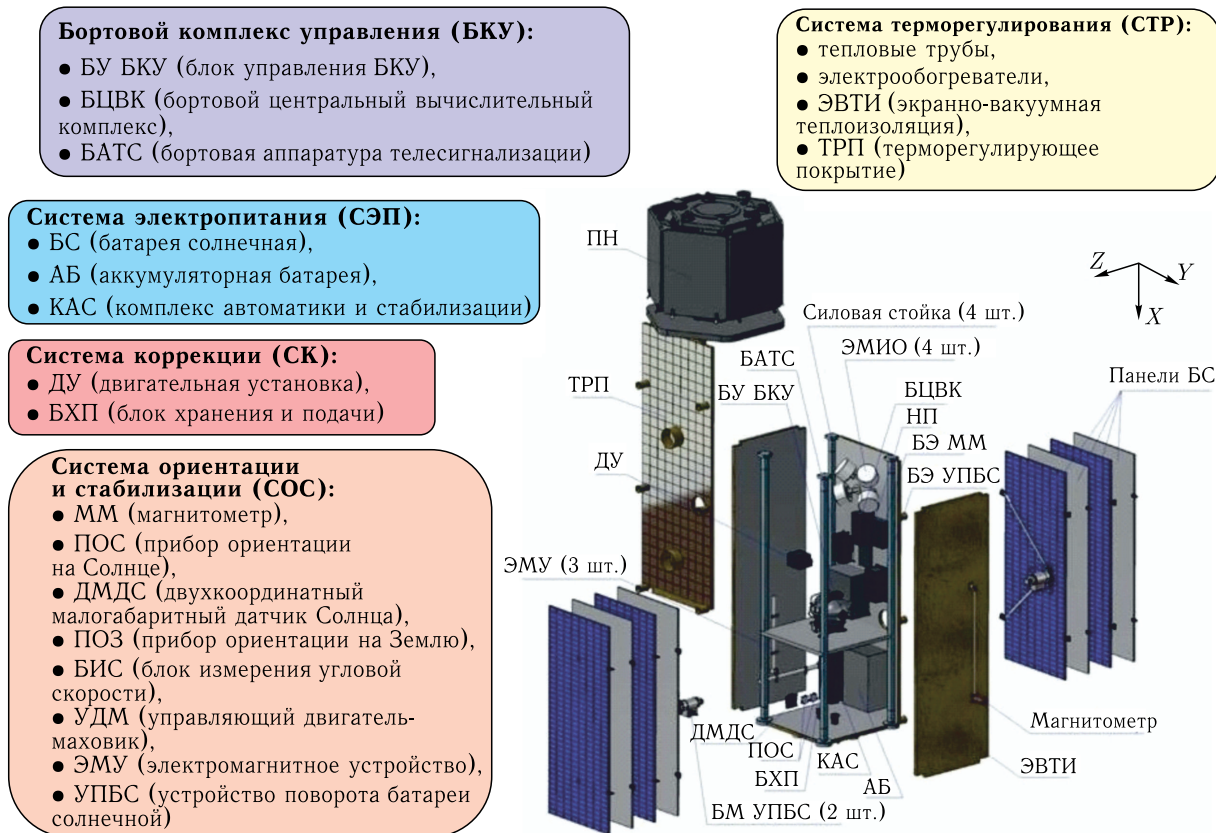 Бортовой комплекс управления (БКУ):
● БУ БКУ (блок управления БКУ),
● БЦВК (бортовой центральный вычислительный
комплекс),
● БАТС (бортовая аппаратура телесигнализации)
Система терморегулирования (СТР):
● тепловые трубы,
● электрообогреватели,
● ЭВТИ (экранно-вакуумная
теплоизоляция),
● ТРП (терморегулирующее
покрытие)
Система электропитания (СЭП):
● БС (батарея солнечная),
● АБ (аккумуляторная батарея),
● КАС (комплекс автоматики и стабилизации)
Система коррекции (СК):
● ДУ (двигательная установка),
● БХП (блок хранения и подачи)
Система ориентации
и стабилизации (СОС):
● ММ (магнитометр),
● ПОС (прибор ориентации
на Солнце),
● ДМДС (двухкоординатный
малогабаритный датчик Солнца),
● ПОЗ (прибор ориентации на Землю),
● БИС (блок измерения угловой
скорости),
● УДМ (управляющий двигатель-
маховик),
● ЭМУ (электромагнитное устройство),
● УПБС (устройство поворота батареи
солнечной)
ПН
Z
Y
X
Силовая стойка (4 шт.)
ЭМИО (4 шт.)
БАТС
Панели БС
ТРП
БУ БКУ
БЦВК
НП
БЭ ММ
ДУ
БЭ УПБС
ЭМУ (3 шт.)
Магнитометр
ДМДС
ПОС
КАС
ЭВТИ
БХП
АБ
БМ УПБС (2 шт.)